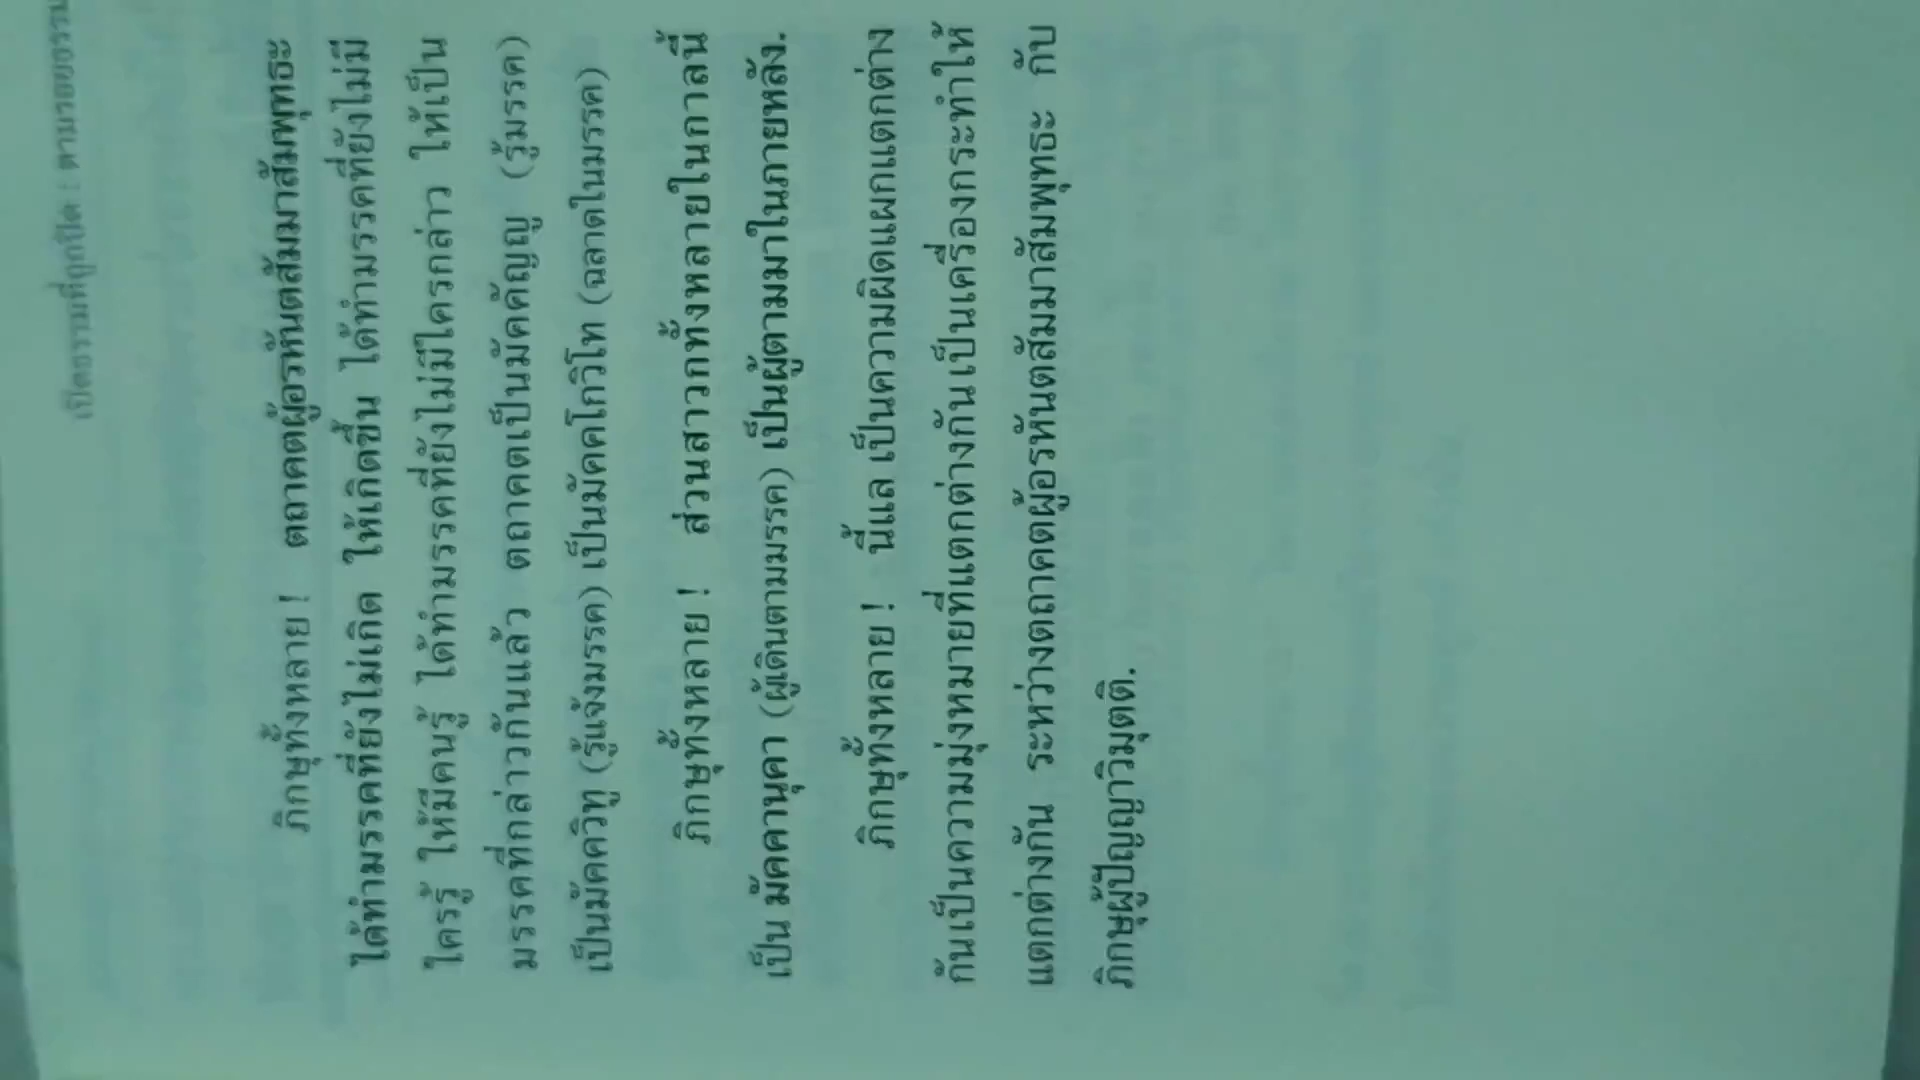 เปิดธรรมที่ถูกปิด : ตามรอยธรรม
ภิกษุทั้งหลาย ! ตถาคตผู้อรหันตสัมมาสัมพุทธะ
ได้ทำมรรคที่ยังไม่เกิด ให้เกิดขึ้น ได้ทำมรรคที่ยังไม่มี
ใครรู้ ให้มีคนรู้ ได้ทำมรรคที่ยังไม่มีใครกล่าว ให้เป็น
มรรคที่กล่าวกันแล้ว ตถาคตเป็นมัคคัญญู (รู้มรรค)
เป็นมัคควิทู (รู้แจ้งมรรค) เป็นมัคคโกวิโท (ฉลาดในมรรค)
ภิกษุทั้งหลาย ! ส่วนสาวกทั้งหลายในกาลนี้
เป็น มัคคานุคา (ผู้เดินตามมรรค) เป็นผู้ตามมาในภายหลัง.
ภิกษุทั้งหลาย ! นี้แล เป็นความผิดแผกแตกต่าง
กันเป็นความมุ่งหมายที่แตกต่างกันเป็นเครื่องกระทำให้
แตกต่างกัน ระหว่างตถาคตผู้อรหันตสัมมาสัมพุทธะ กับ
ภิกษุผู้ปัญญาวิมุตติ.